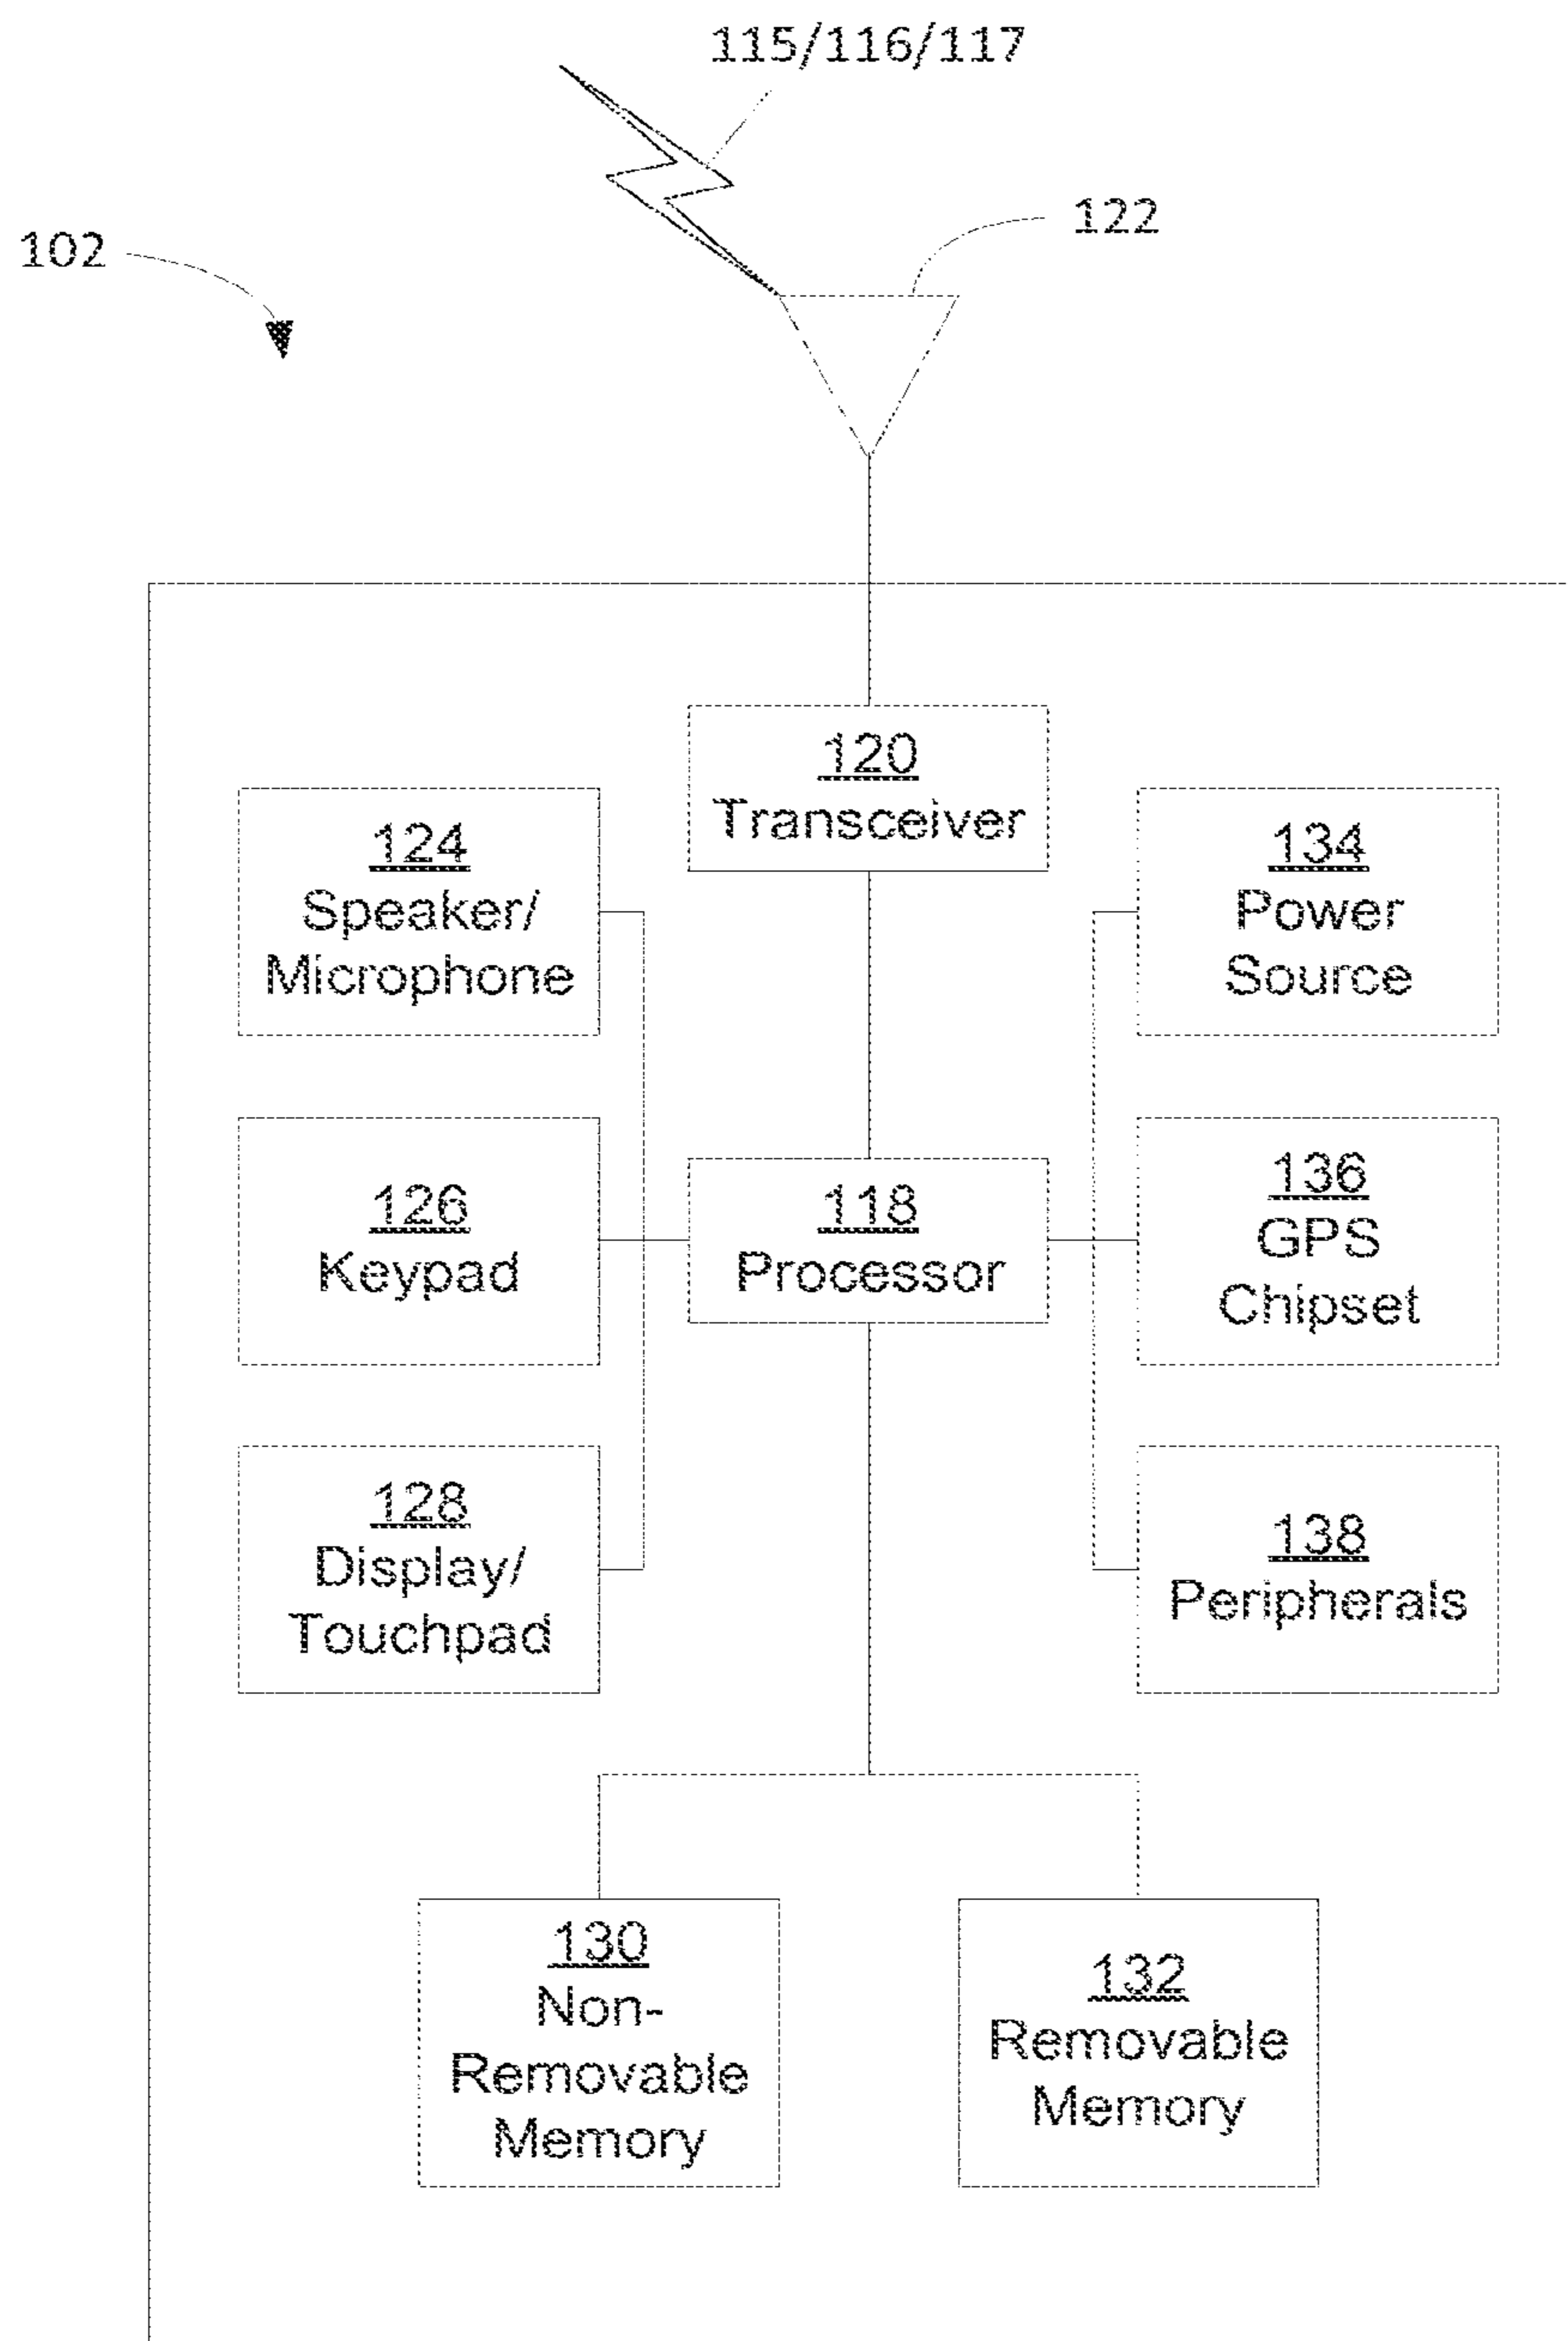 115/116/117
122
102
120
Transceiver
124
Speaker/
Microphone
134
Power
Source
126
Keypad
118
Processor
136
GPS
Chipset
128
Display/
Touchpad
138
Peripherals
130
Non-
Removable
Memory
132
Removable
Memory